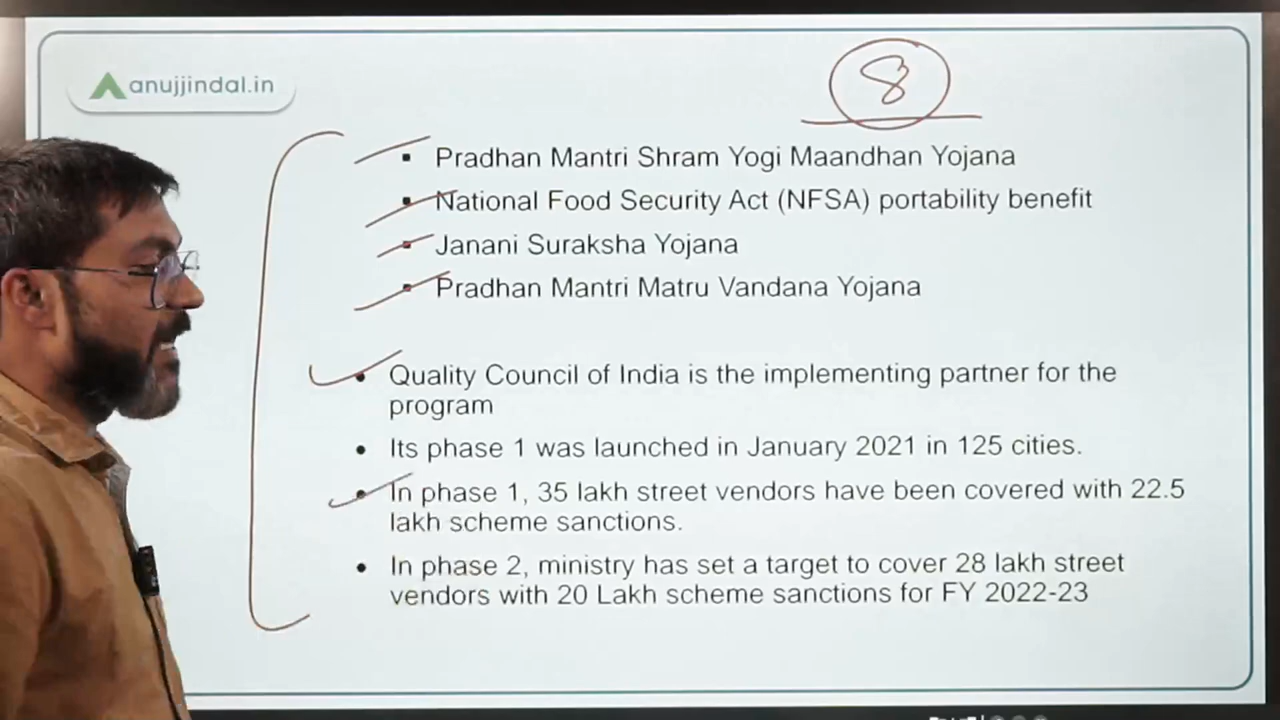 anujjindal.in
8
▪ Pradhan Mantri Shram Yogi Maandhan Yojana
▪ National Food Security Act (NFSA) portability benefit
▪ Janani Suraksha Yojana
▪ Pradhan Mantri Matru Vandana Yojana
• Quality Council of India is the implementing partner for the
program
• Its phase 1 was launched in January 2021 in 125 cities.
• In phase 1, 35 lakh street vendors have been covered with 22.5
lakh scheme sanctions.
• In phase 2, ministry has set a target to cover 28 lakh street
vendors with 20 Lakh scheme sanctions for FY 2022-23